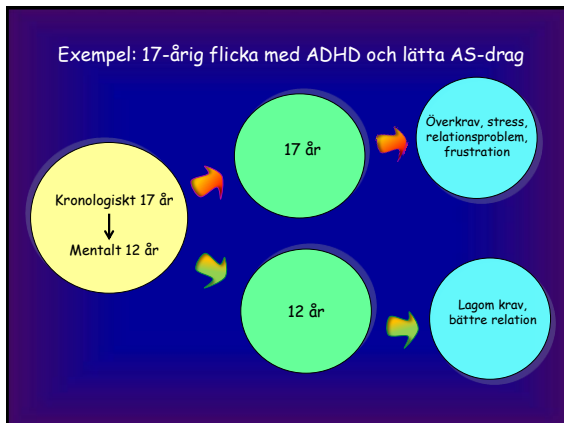 Exempel: 17-årig flicka med ADHD och lätta AS-drag
Kronologiskt 17 år
Mentalt 12 år
17 år
Överkrav, stress,
relationsproblem,
frustration
12 år
Lagom krav,
bättre relation